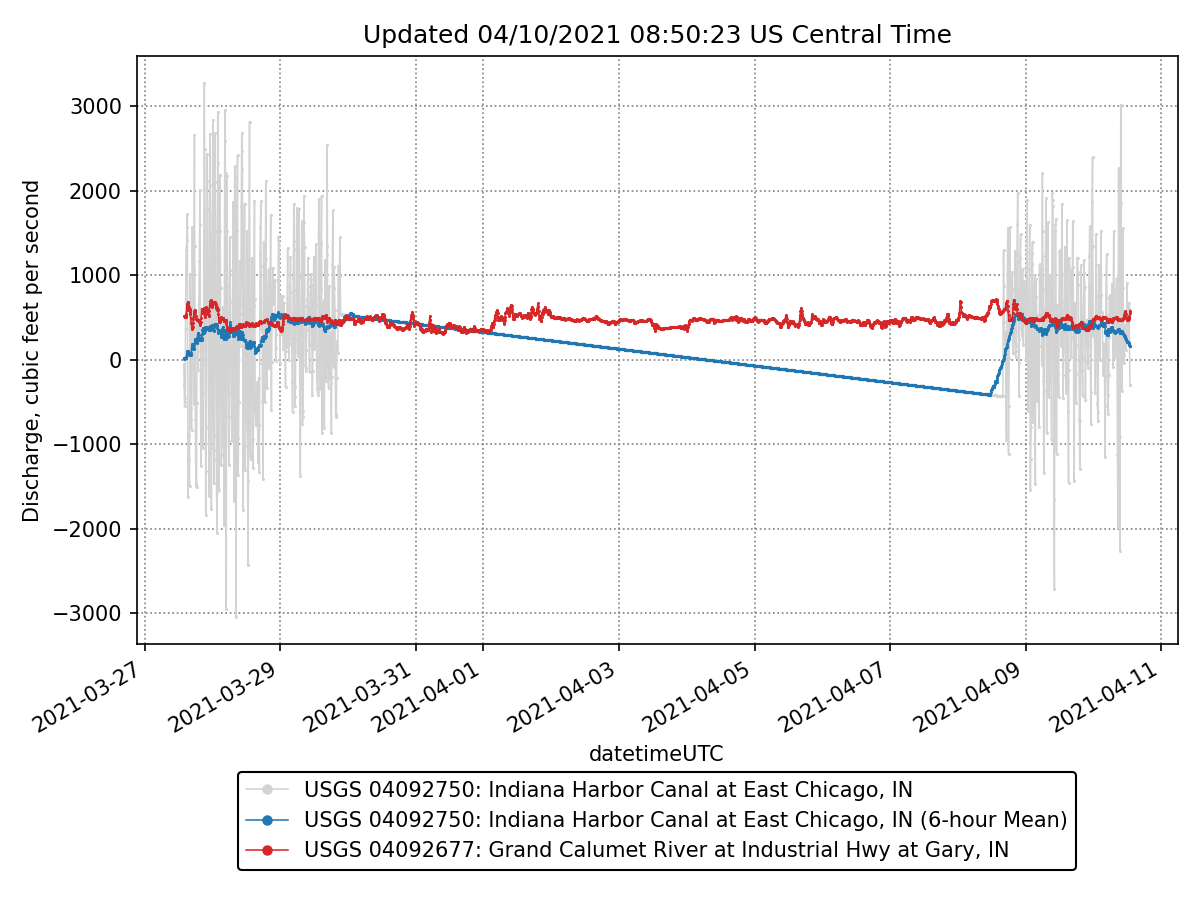 Updated 04/10/2021 08:50:23 US Central Time
Discharge, cubic feet per second
3000
2000
1000
0
−1000
−2000
−3000
2021-03-27
2021-03-29
2021-03-31
2021-04-01
2021-04-03
2021-04-05
2021-04-07
2021-04-09
2021-04-11
datetimeUTC
USGS 04092750: Indiana Harbor Canal at East Chicago, IN
USGS 04092750: Indiana Harbor Canal at East Chicago, IN (6-hour Mean)
USGS 04092677: Grand Calumet River at Industrial Hwy at Gary, IN